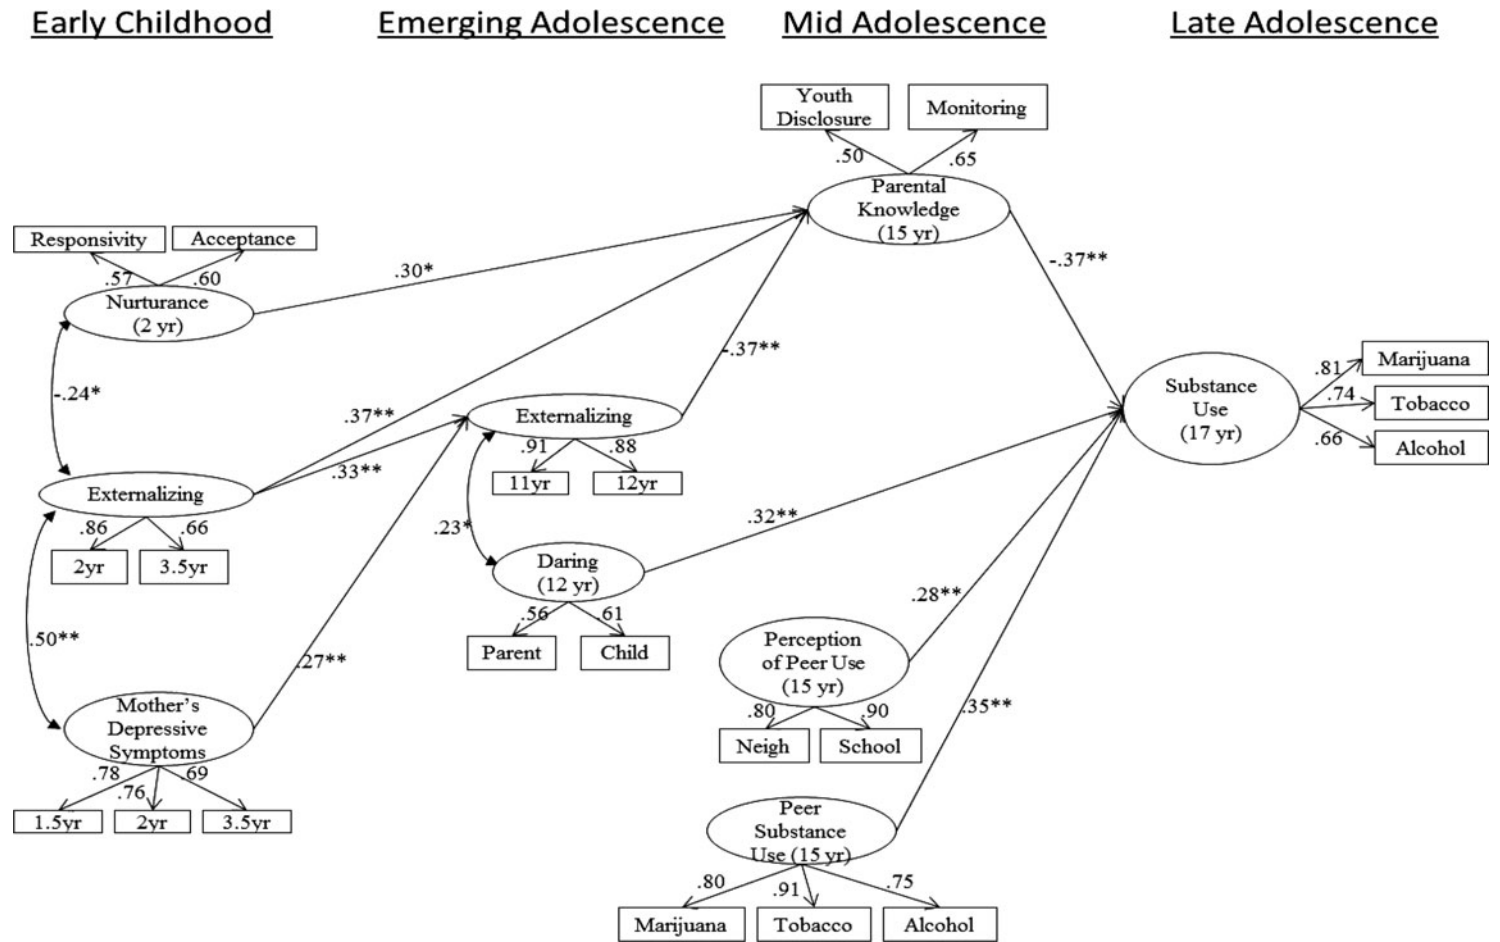 Early Childhood
Emerging Adolescence
Mid Adolescence
Late Adolescence
Youth
Disclosure
Monitoring
.50
.65
Parental
Knowledge
(15 yr)
Responsivity
Acceptance
.57
.60
Nurturance
(2 yr)
.30*
-.37**
-.24*
-.37**
.37**
.33**
Externalizing
.91
.88
11yr
12yr
Substance
Use
(17 yr)
.81
.74
.66
Marijuana
Tobacco
Alcohol
Externalizing
.86
.66
2yr
3.5yr
.23*
.32**
Daring
(12 yr)
.56
.61
Parent
Child
.50**
.27**
.28**
Perception
of Peer Use
(15 yr)
.80
.90
Neigh
School
.35**
Mother's
Depressive
Symptoms
.78
.76
.69
1.5yr
2yr
3.5yr
Peer
Substance
Use (15 yr)
.80
.91
.75
Marijuana
Tobacco
Alcohol